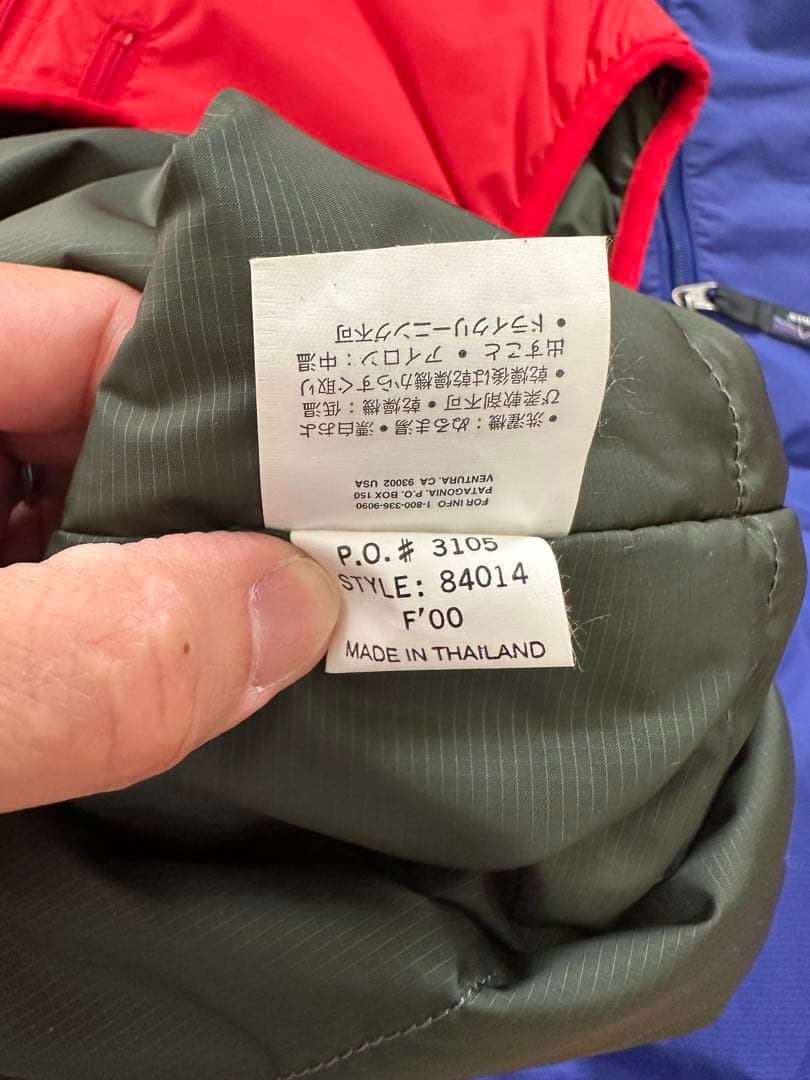 FOR INFO 1-800-336-9090
PATAGONIA, P.O. BOX 150
VENTURA, CA 93002 USA
● 洗濯機：ぬるま湯 ● 漂白およ
び柔軟剤不可 ● 乾燥機：低温
● 乾燥後は乾燥機からすぐ取り
出すこと ● アイロン：中温
● ドライクリーニング不可
P.O. # 3105
STYLE: 84014
F'00
MADE IN THAILAND